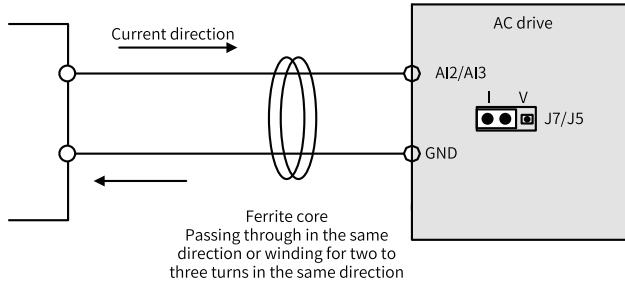 AC drive
Current direction
AI2/AI3
I V
J7/J5
GND
Ferrite core
Passing through in the same
direction or winding for two to
three turns in the same direction